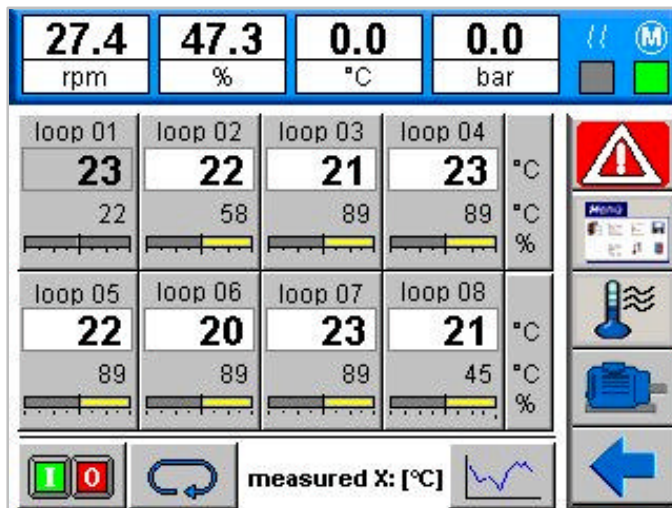 27.4 47.3 0.0 0.0
rpm % °C bar
M
loop 01 loop 02 loop 03 loop 04
23 22 21 23 °C
22 58 89 89 °C
%
Menü
loop 05 loop 06 loop 07 loop 08
22 20 23 21 °C
89 89 89 45 °C
%
I O measured X: [°C]